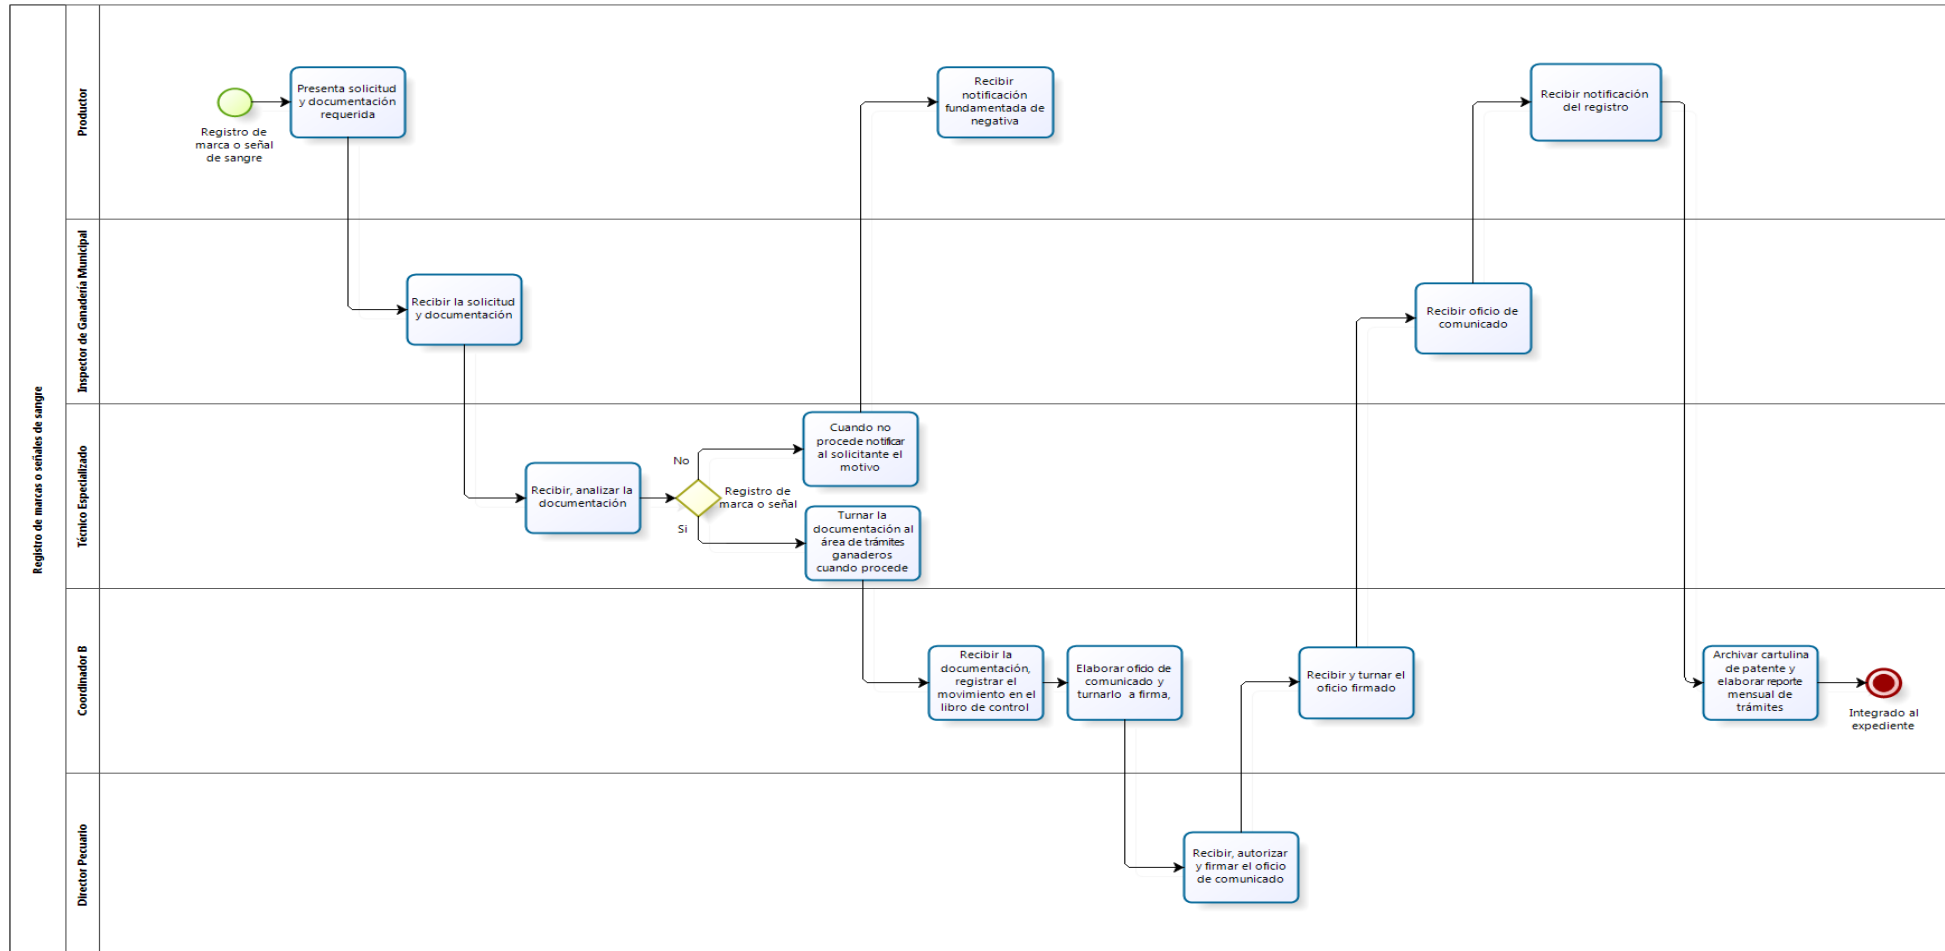 Registro de marcas o señales de sangre
Productor
Registro de
marca o señal
de sangre
Presenta solicitud
y documentación
requerida
Recibir
notificación
fundamentada de
negativa
Recibir notificación
del registro
Inspector de Ganadería Municipal
Recibir la solicitud
y documentación
Recibir oficio de
comunicado
Técnico Especializado
Recibir, analizar la
documentación
No
Si
Registro de
marca o señal
Cuando no
procede notificar
al solicitante el
motivo
Turnar la
documentación al
área de trámites
ganaderos
cuando procede
Coordinador B
Recibir la
documentación,
registrar el
movimiento en el
libro de control
Elaborar oficio de
comunicado y
turnarlo a firma,
Recibir y turnar el
oficio firmado
Archivar cartulina
de patente y
elaborar reporte
mensual de
trámites
Integrado al
expediente
Director Pecuario
Recibir, autorizar
y firmar el oficio
de comunicado